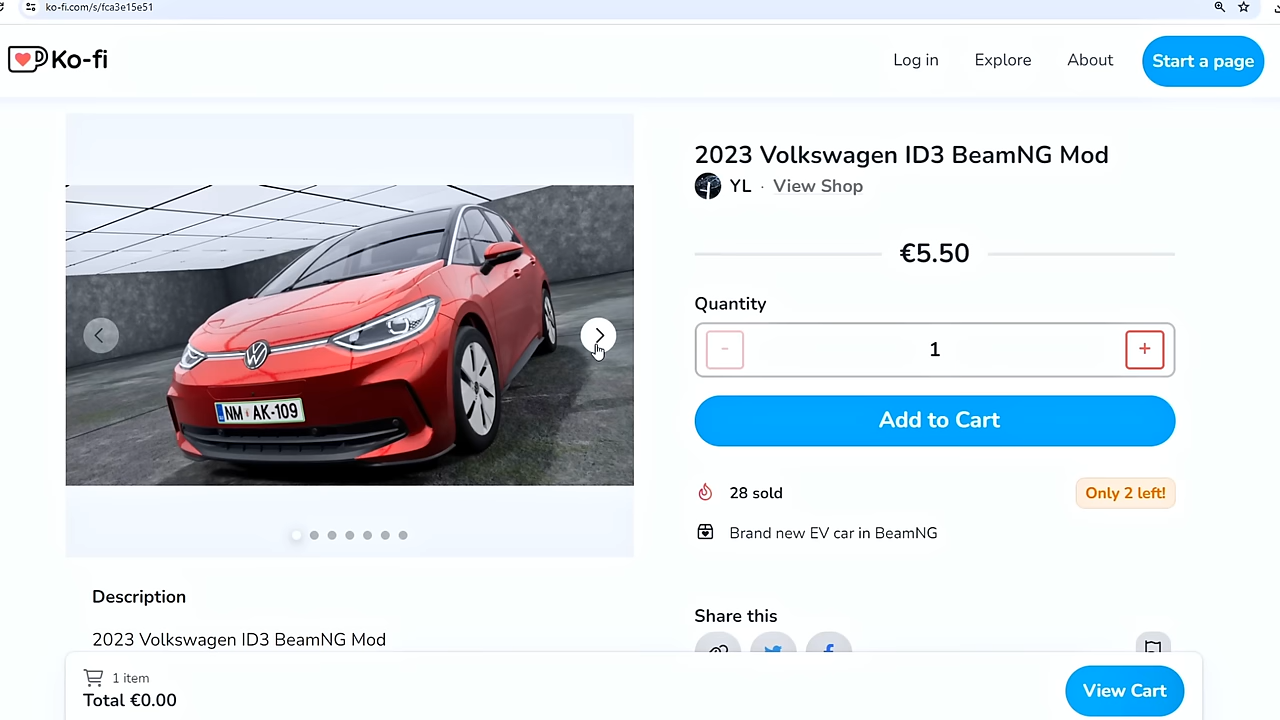 ko-fi.com/s/fca3e15e51
Ko-fi
Log in
Explore
About
Start a page
2023 Volkswagen ID3 BeamNG Mod
YL · View Shop
€5.50
Quantity
- 1 +
Add to Cart
28 sold
Only 2 left!
Brand new EV car in BeamNG
NM AK-109
Description
2023 Volkswagen ID3 BeamNG Mod
Share this
1 item
Total €0.00
View Cart